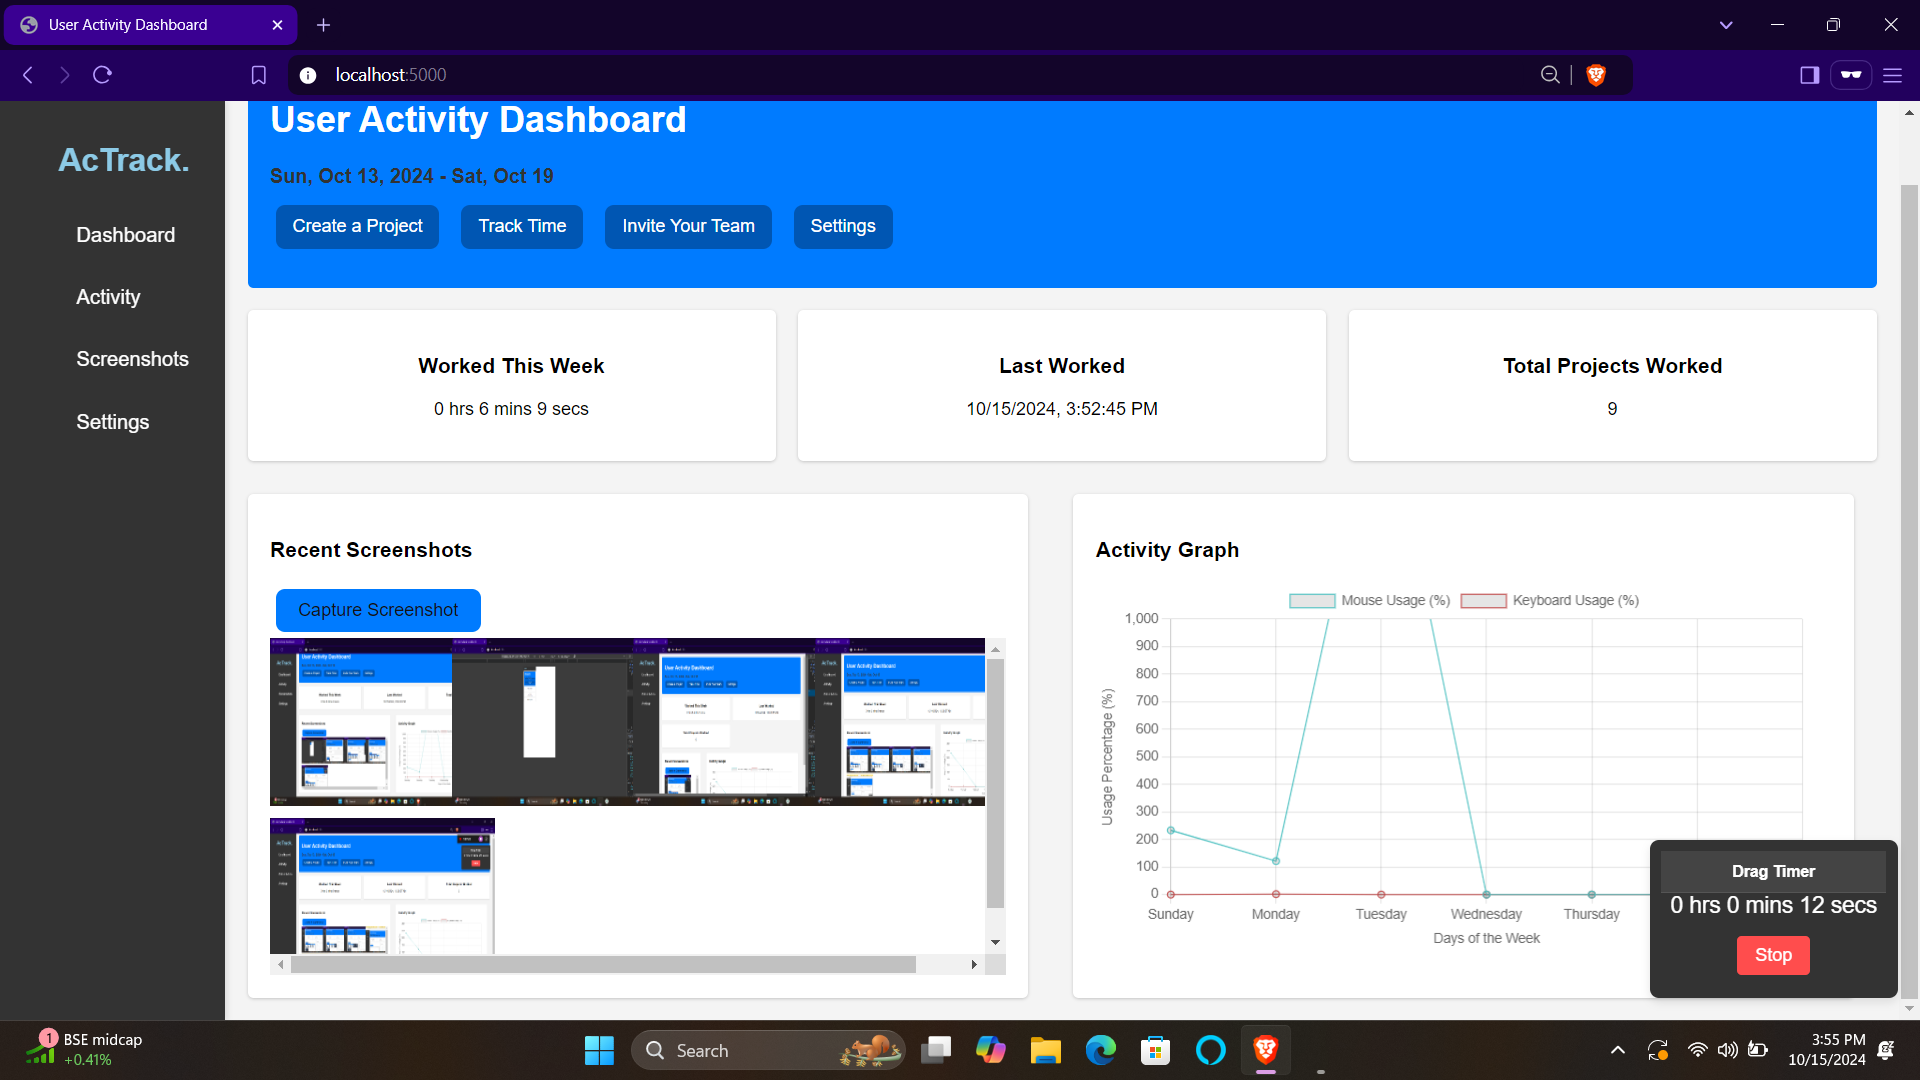 User Activity Dashboard
localhost:5000
AcTrack.
Dashboard
Activity
Screenshots
Settings
User Activity Dashboard
Sun, Oct 13, 2024 - Sat, Oct 19
Create a Project
Track Time
Invite Your Team
Settings
Worked This Week
0 hrs 6 mins 9 secs
Last Worked
10/15/2024, 3:52:45 PM
Total Projects Worked
9
Recent Screenshots
Capture Screenshot
Activity Graph
Mouse Usage (%)
Keyboard Usage (%)
1,000
900
800
700
600
500
400
300
200
100
0
Usage Percentage (%)
Sunday
Monday
Tuesday
Wednesday
Thursday
Days of the Week
Drag Timer
0 hrs 0 mins 12 secs
Stop
1
BSE midcap
+0.41%
Search
3:55 PM
10/15/2024